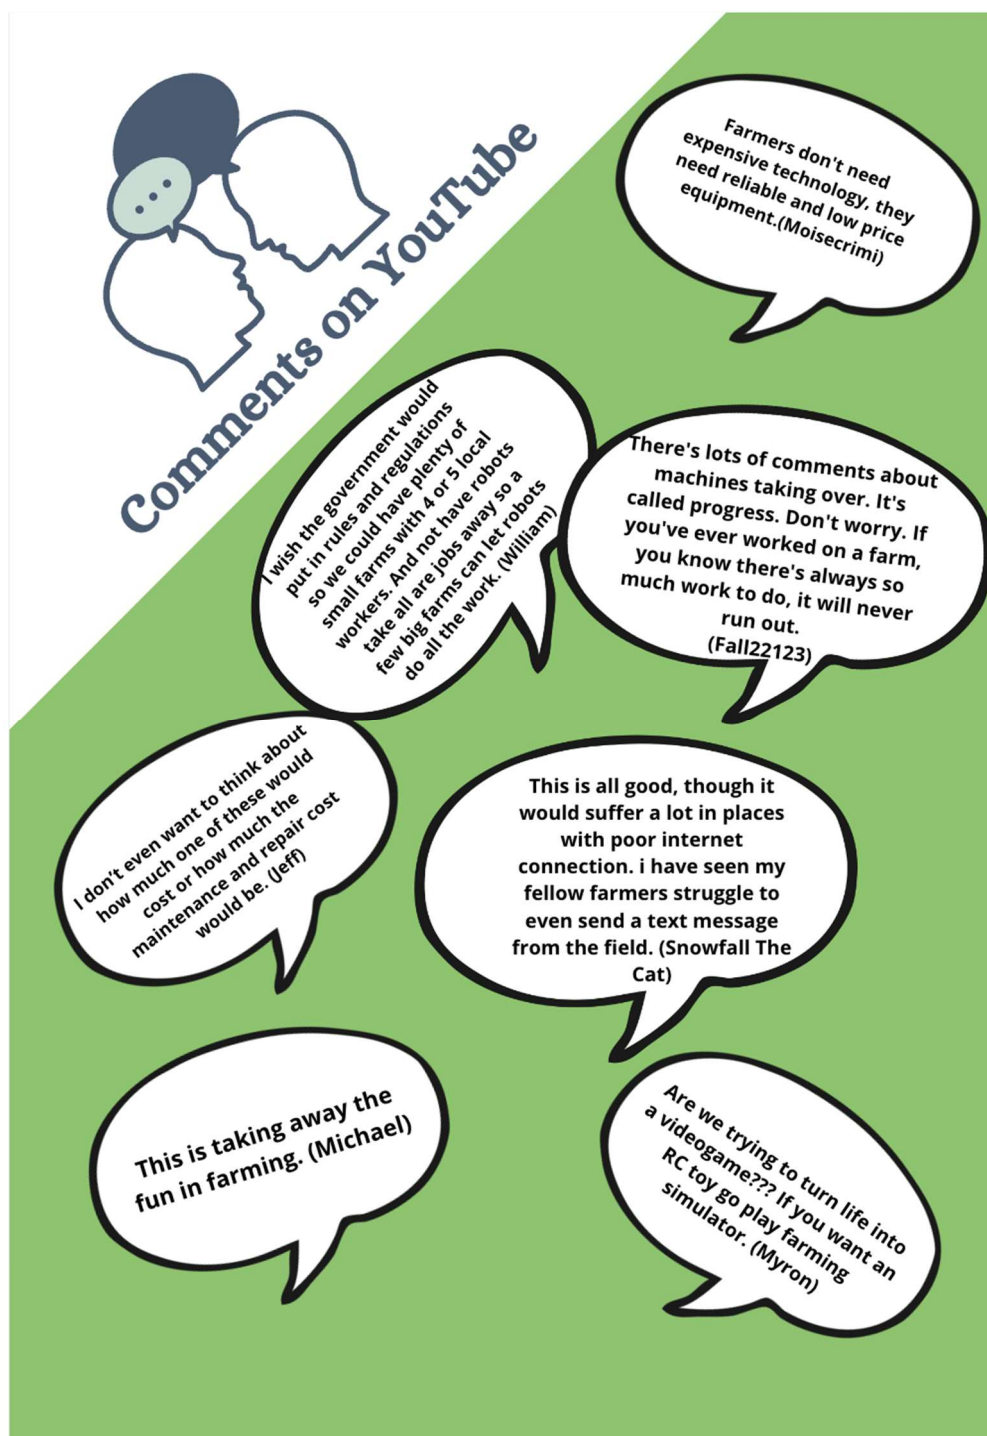 Comments on YouTube
Farmers don't need
expensive technology, they
need reliable and low price
equipment.(Moisecrimi)
I wish the government would
put in rules and regulations
so we could have plenty of
small farms with 4 or 5 local
workers. And not have robots
take all are jobs away so a
few big farms can let robots
do all the work. (William)
There's lots of comments about
machines taking over. It's
called progress. Don't worry. If
you've ever worked on a farm,
you know there's always so
much work to do, it will never
run out.
(Fall22123)
I don't even want to think about
how much one of these would
cost or how much the
maintenance and repair cost
would be. (Jeff)
This is all good, though it
would suffer a lot in places
with poor internet
connection. i have seen my
fellow farmers struggle to
even send a text message
from the field. (Snowfall The
Cat)
This is taking away the
fun in farming. (Michael)
Are we trying to turn life into
a videogame??? If you want an
RC toy go play farming
simulator. (Myron)